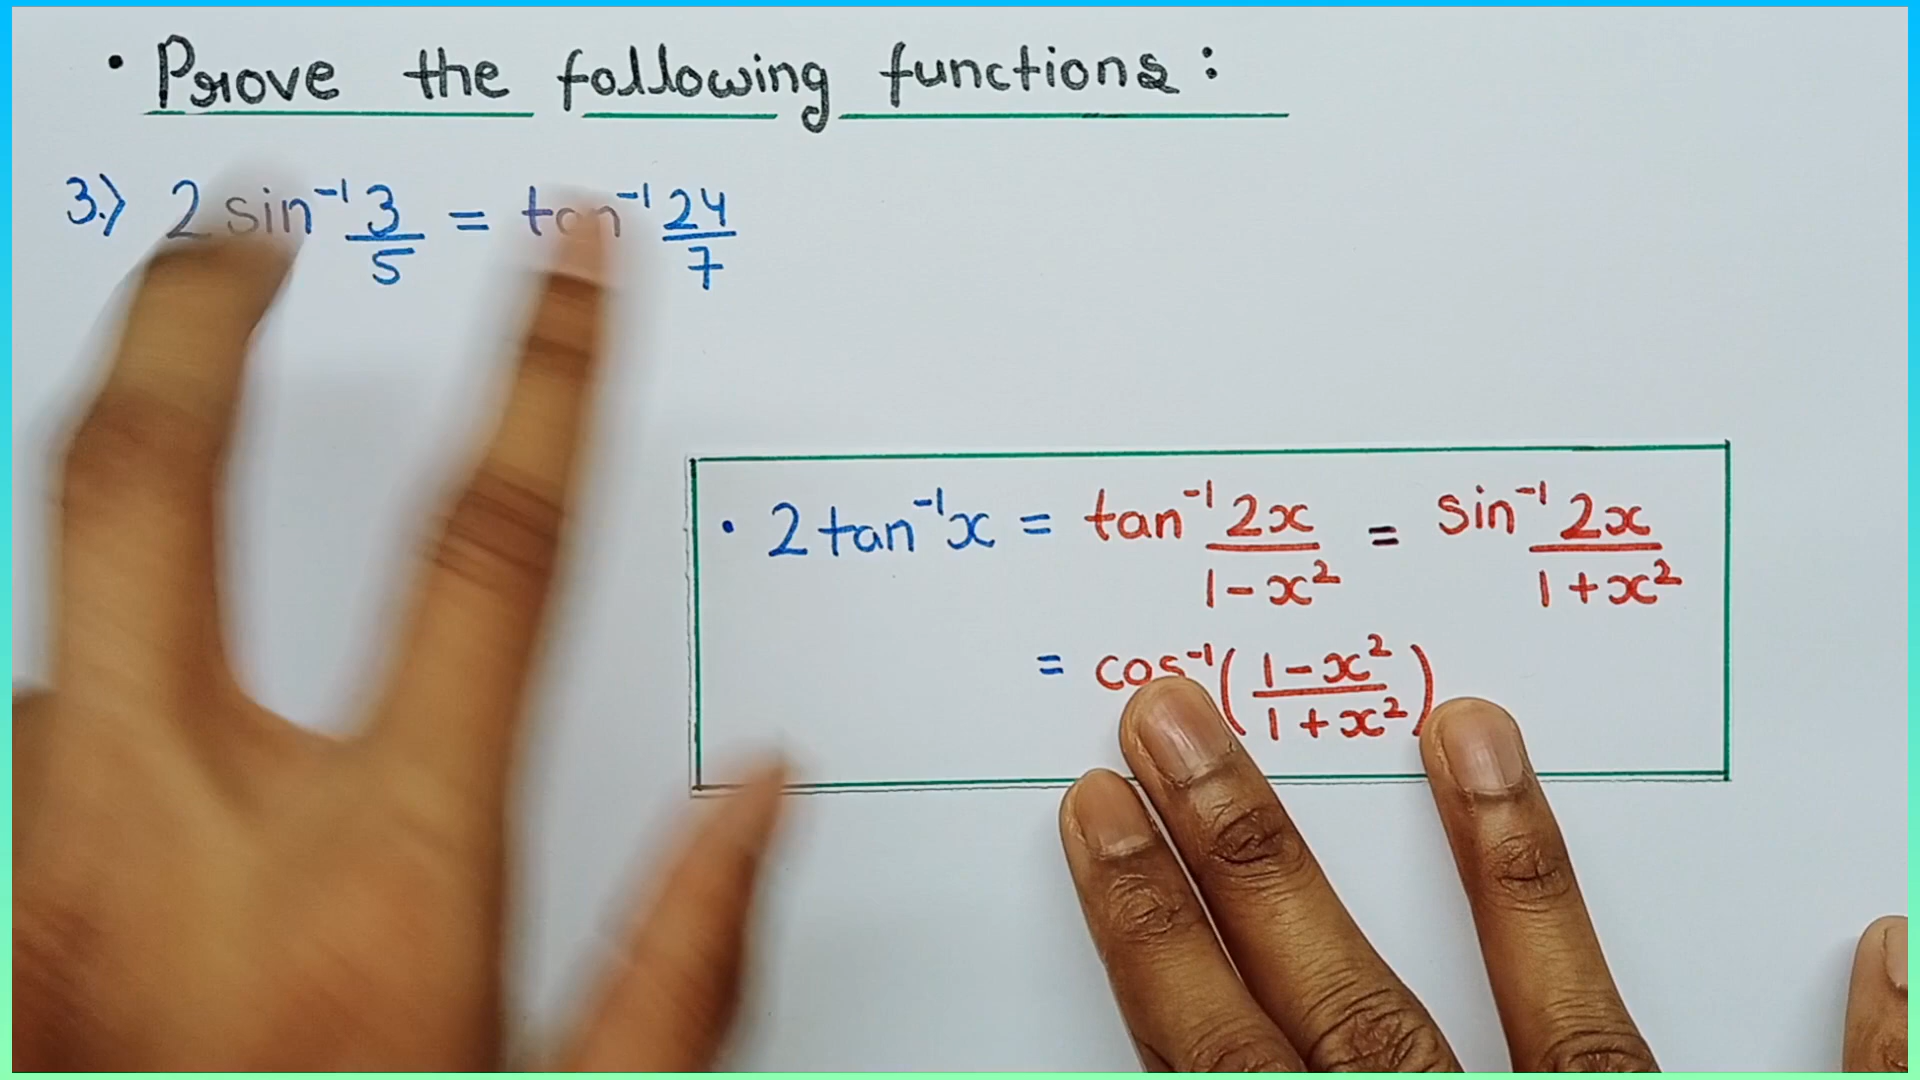 • Prove the following functions:
3.) 2 sin⁻¹ 3/5 = tan⁻¹ 24/7
• 2 tan⁻¹x = tan⁻¹ 2x/1-x² = sin⁻¹ 2x/1+x²
= cos⁻¹(1-x²/1+x²)